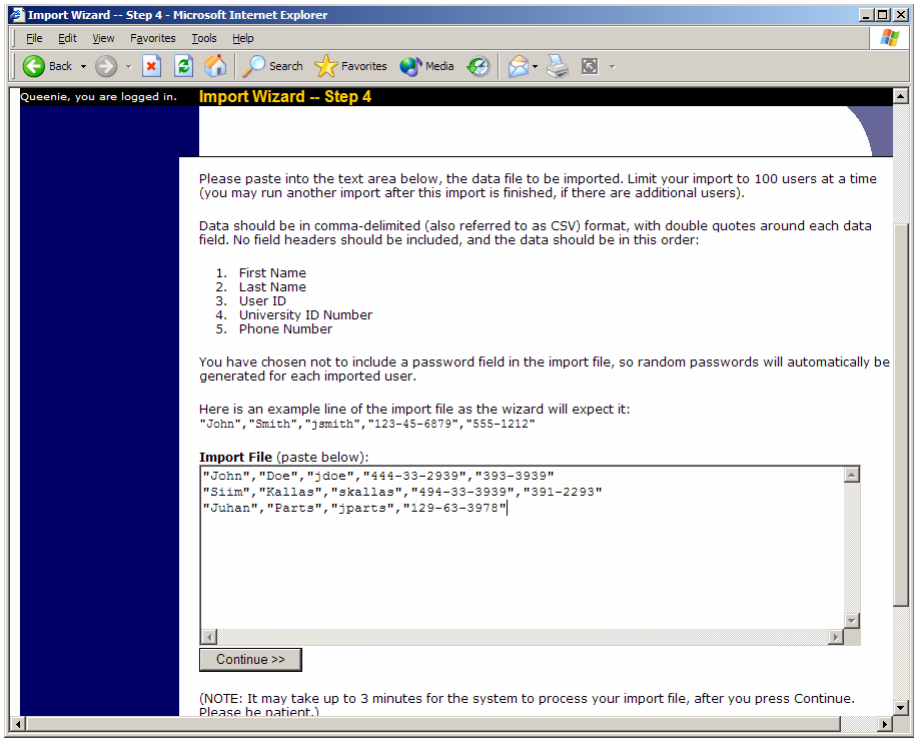 Import Wizard -- Step 4 - Microsoft Internet Explorer
File Edit View Favorites Tools Help
Back Search Favorites Media
Queenie, you are logged in. Import Wizard -- Step 4
Please paste into the text area below, the data file to be imported. Limit your import to 100 users at a time
(you may run another import after this import is finished, if there are additional users).
Data should be in comma-delimited (also referred to as CSV) format, with double quotes around each data
field. No field headers should be included, and the data should be in this order:
1. First Name
2. Last Name
3. User ID
4. University ID Number
5. Phone Number
You have chosen not to include a password field in the import file, so random passwords will automatically be
generated for each imported user.
Here is an example line of the import file as the wizard will expect it:
"John","Smith","jsmith","123-45-6879","555-1212"
Import File (paste below):
"John","Doe","jdoe","444-33-2939","393-3939"
"Siim","Kallas","skallas","494-33-3939","391-2293"
"Juhan","Parts","jparts","129-63-3978"
Continue >>
(NOTE: It may take up to 3 minutes for the system to process your import file, after you press Continue.
Please be patient.)